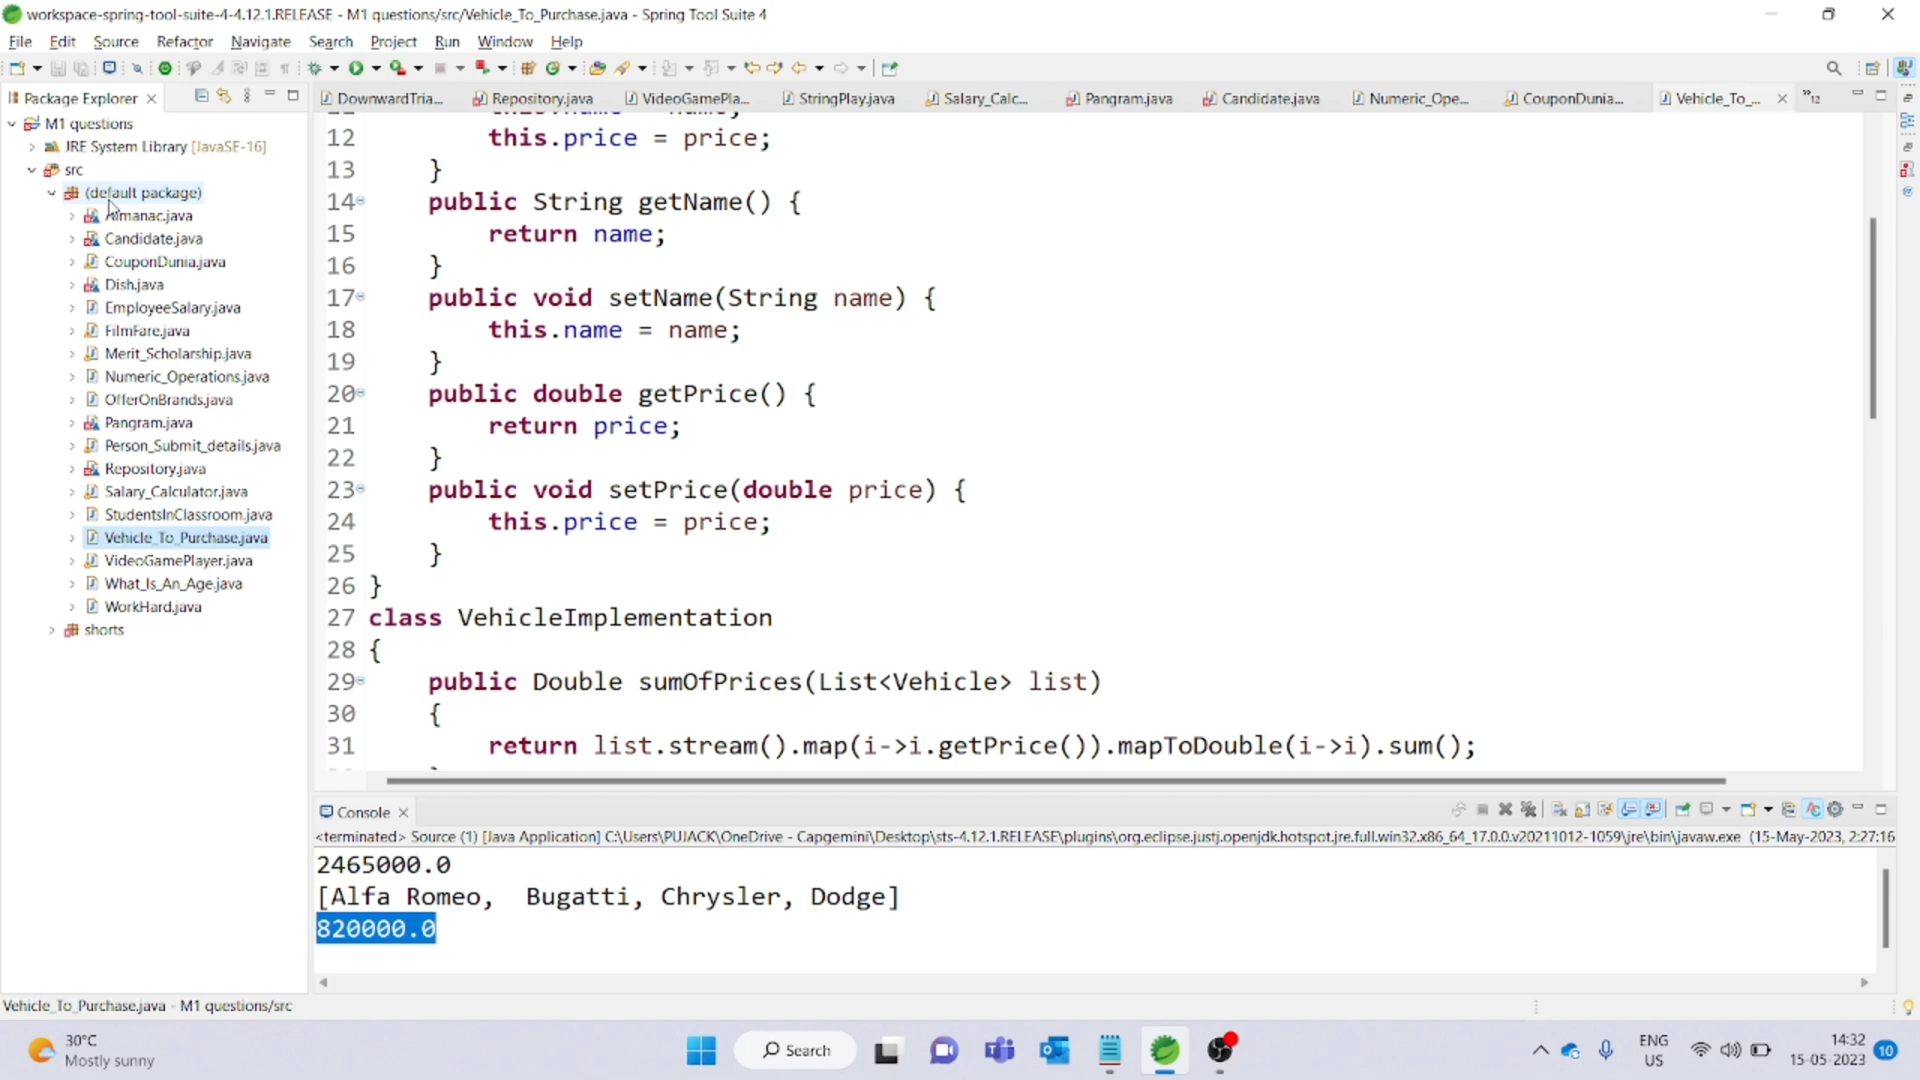 workspace-spring-tool-suite-4-4.12.1.RELEASE - M1 questions/src/Vehicle_To_Purchase.java - Spring Tool Suite 4
File Edit Source Refactor Navigate Search Project Run Window Help
Package Explorer
DownwardTria... Repository.java VideoGamePla... StringPlay.java Salary_Calc... Pangram.java Candidate.java Numeric_Ope... CouponDunia... Vehicle_To_... »12
M1 questions
JRE System Library [JavaSE-16]
src
(default package)
Almanac.java
Candidate.java
CouponDunia.java
Dish.java
EmployeeSalary.java
FilmFare.java
Merit_Scholarship.java
Numeric_Operations.java
OfferOnBrands.java
Pangram.java
Person_Submit_details.java
Repository.java
Salary_Calculator.java
StudentsInClassroom.java
Vehicle_To_Purchase.java
VideoGamePlayer.java
What_Is_An_Age.java
WorkHard.java
shorts
12 this.price = price;
13 }
14 public String getName() {
15 return name;
16 }
17 public void setName(String name) {
18 this.name = name;
19 }
20 public double getPrice() {
21 return price;
22 }
23 public void setPrice(double price) {
24 this.price = price;
25 }
26 }
27 class VehicleImplementation
28 {
29 public Double sumOfPrices(List<Vehicle> list)
30 {
31 return list.stream().map(i->i.getPrice()).mapToDouble(i->i).sum();
Console
<terminated> Source (1) [Java Application] C:\Users\PUJACK\OneDrive - Capgemini\Desktop\sts-4.12.1.RELEASE\plugins\org.eclipse.justj.openjdk.hotspot.jre.full.win32.x86_64_17.0.0.v20211012-1059\jre\bin\javaw.exe (15-May-2023, 2:27:16
2465000.0
[Alfa Romeo,  Bugatti, Chrysler, Dodge]
820000.0
Vehicle_To_Purchase.java - M1 questions/src
30°C
Mostly sunny
Search
ENG
US
14:32
15-05-2023
10